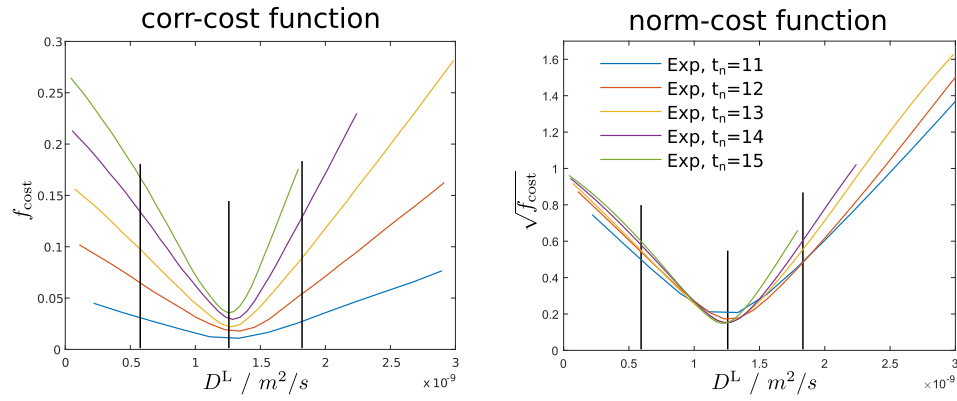 corr-cost function
0.3
0.25
0.2
0.15
0.1
0.05
0
f_cost
0 0.5 1 1.5 2 2.5 3
D^L / m^2/s
×10^-9
norm-cost function
1.6
1.4
1.2
1
0.8
0.6
0.4
0.2
0
√f_cost
Exp, t_n=11
Exp, t_n=12
Exp, t_n=13
Exp, t_n=14
Exp, t_n=15
0 0.5 1 1.5 2 2.5 3
D^L / m^2/s
×10^-9